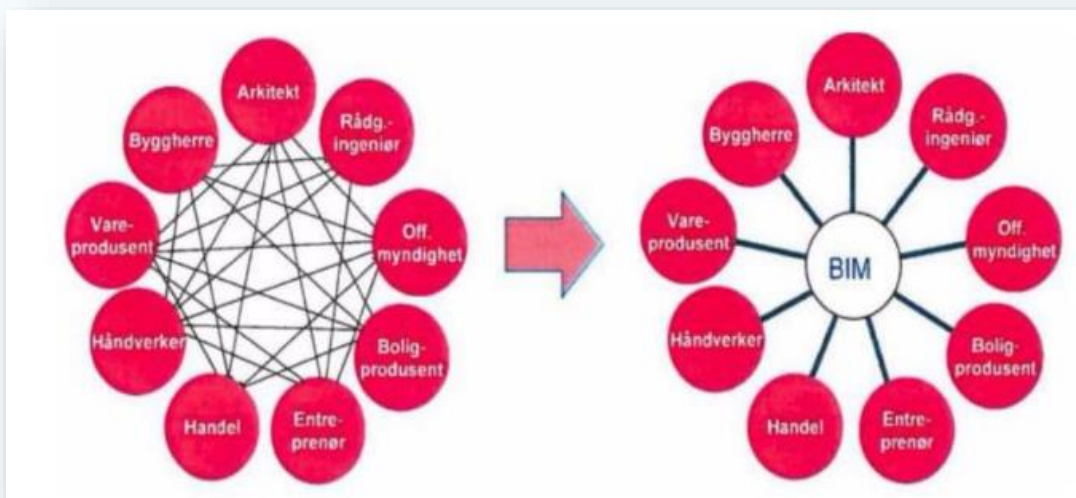 Arkitekt
Rådg.-
ingeniør
Byggherre
Vare-
produsent
Off.
myndighet
Håndverker
Bolig-
produsent
Handel
Entre-
prenør
Arkitekt
Rådg.-
ingeniør
Byggherre
Vare-
produsent
Off.
myndighet
BIM
Håndverker
Bolig-
produsent
Handel
Entre-
prenør